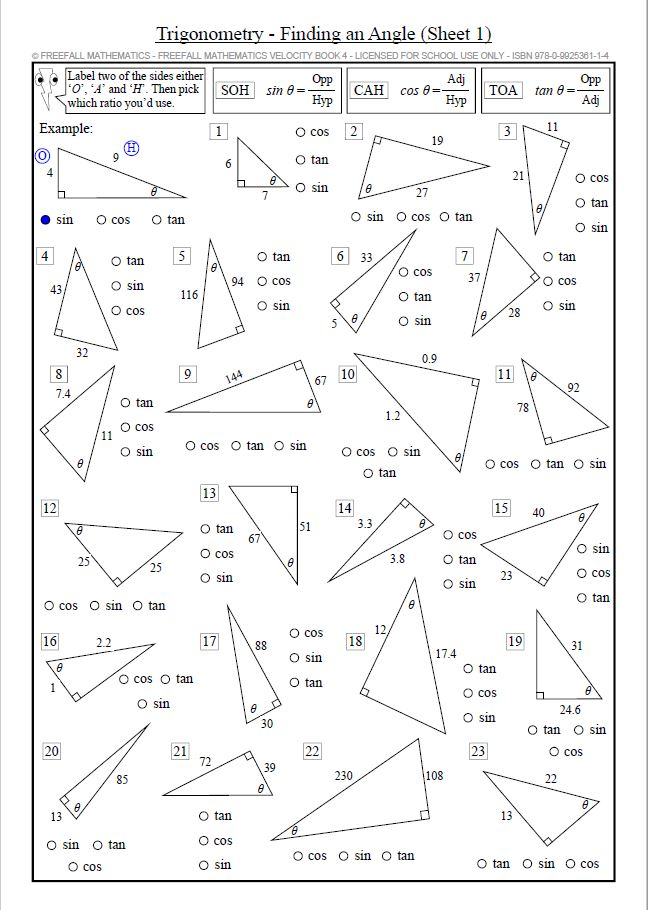 Trigonometry - Finding an Angle (Sheet 1)
© FREEFALL MATHEMATICS - FREEFALL MATHEMATICS VELOCITY BOOK 4 - LICENSED FOR SCHOOL USE ONLY - ISBN 978-0-9925361-1-4
Label two of the sides either
‘O’, ‘A’ and ‘H’. Then pick
which ratio you’d use.
SOH sin θ = Opp/Hyp
CAH cos θ = Adj/Hyp
TOA tan θ = Opp/Adj
Example:
O 9 H
4 θ
sin cos tan
1 cos
6 tan
θ sin
7
2 19
θ 27
sin cos tan
3 11
21 cos
θ tan
sin
4 θ tan
43 sin
cos
32
5 θ tan
116 94 cos
sin
6 33
cos
tan
5 θ sin
7 tan
37 cos
θ 28 sin
8
7.4 tan
11 cos
θ sin
9 144 67
θ
cos tan sin
10 0.9
1.2
θ
cos sin
tan
11 θ 92
78
cos tan sin
12
θ
25 25
cos sin tan
13
tan 51
67 cos
θ sin
14
3.3 θ
3.8
cos
tan
sin
15 40 θ
23
sin
cos
tan
16 2.2
θ
1 cos tan
sin
17 88
θ
30
cos
sin
tan
18 θ
12
17.4
tan
cos
sin
19
31
θ
24.6
tan sin
cos
20
85
θ
13
sin tan
cos
21 72 39
θ
tan
cos
sin
22
230 108
θ
cos sin tan
23
22
13 θ
tan sin cos